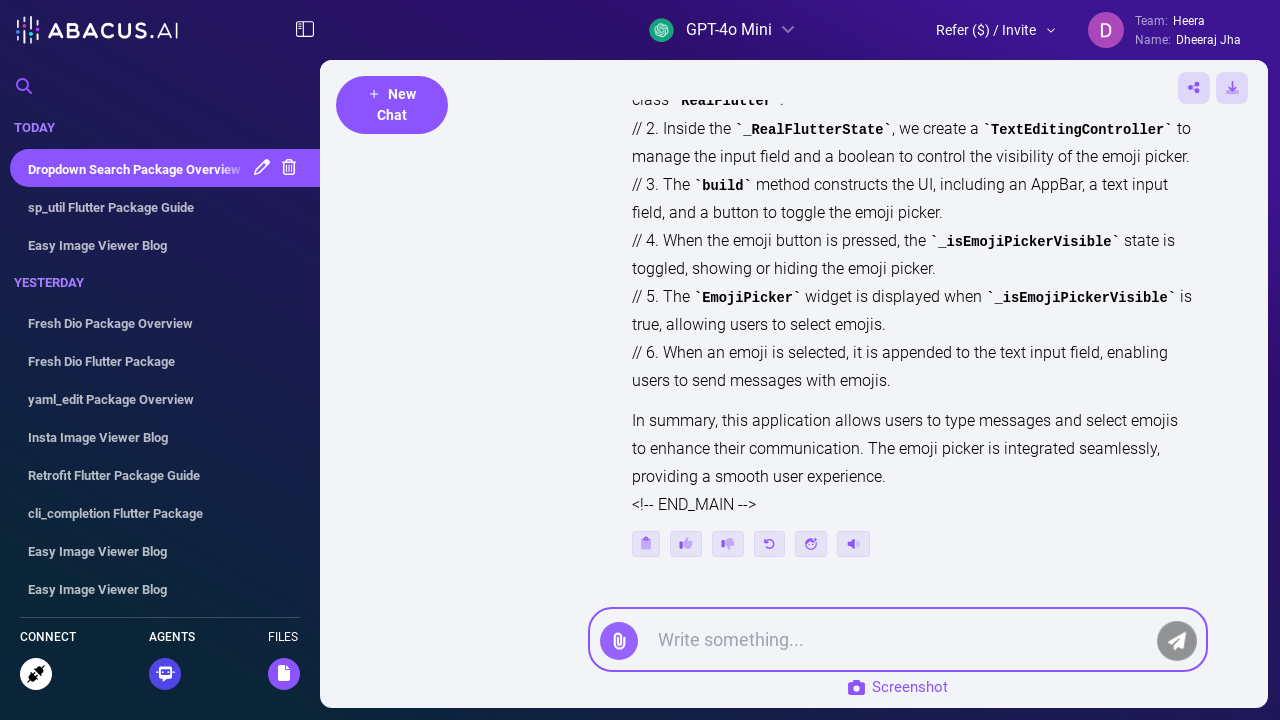 ABACUS.AI
GPT-4o Mini
Refer ($) / Invite
D
Team: Heera
Name: Dheeraj Jha
TODAY
Dropdown Search Package Overview
sp_util Flutter Package Guide
Easy Image Viewer Blog
YESTERDAY
Fresh Dio Package Overview
Fresh Dio Flutter Package
yaml_edit Package Overview
Insta Image Viewer Blog
Retrofit Flutter Package Guide
cli_completion Flutter Package
Easy Image Viewer Blog
Easy Image Viewer Blog
CONNECT
AGENTS
FILES
+ New
Chat
class `RealFlutter`.
// 2. Inside the `_RealFlutterState`, we create a `TextEditingController` to
manage the input field and a boolean to control the visibility of the emoji picker.
// 3. The `build` method constructs the UI, including an AppBar, a text input
field, and a button to toggle the emoji picker.
// 4. When the emoji button is pressed, the `_isEmojiPickerVisible` state is
toggled, showing or hiding the emoji picker.
// 5. The `EmojiPicker` widget is displayed when `_isEmojiPickerVisible` is
true, allowing users to select emojis.
// 6. When an emoji is selected, it is appended to the text input field, enabling
users to send messages with emojis.
In summary, this application allows users to type messages and select emojis
to enhance their communication. The emoji picker is integrated seamlessly,
providing a smooth user experience.
<!-- END_MAIN -->
Write something...
Screenshot